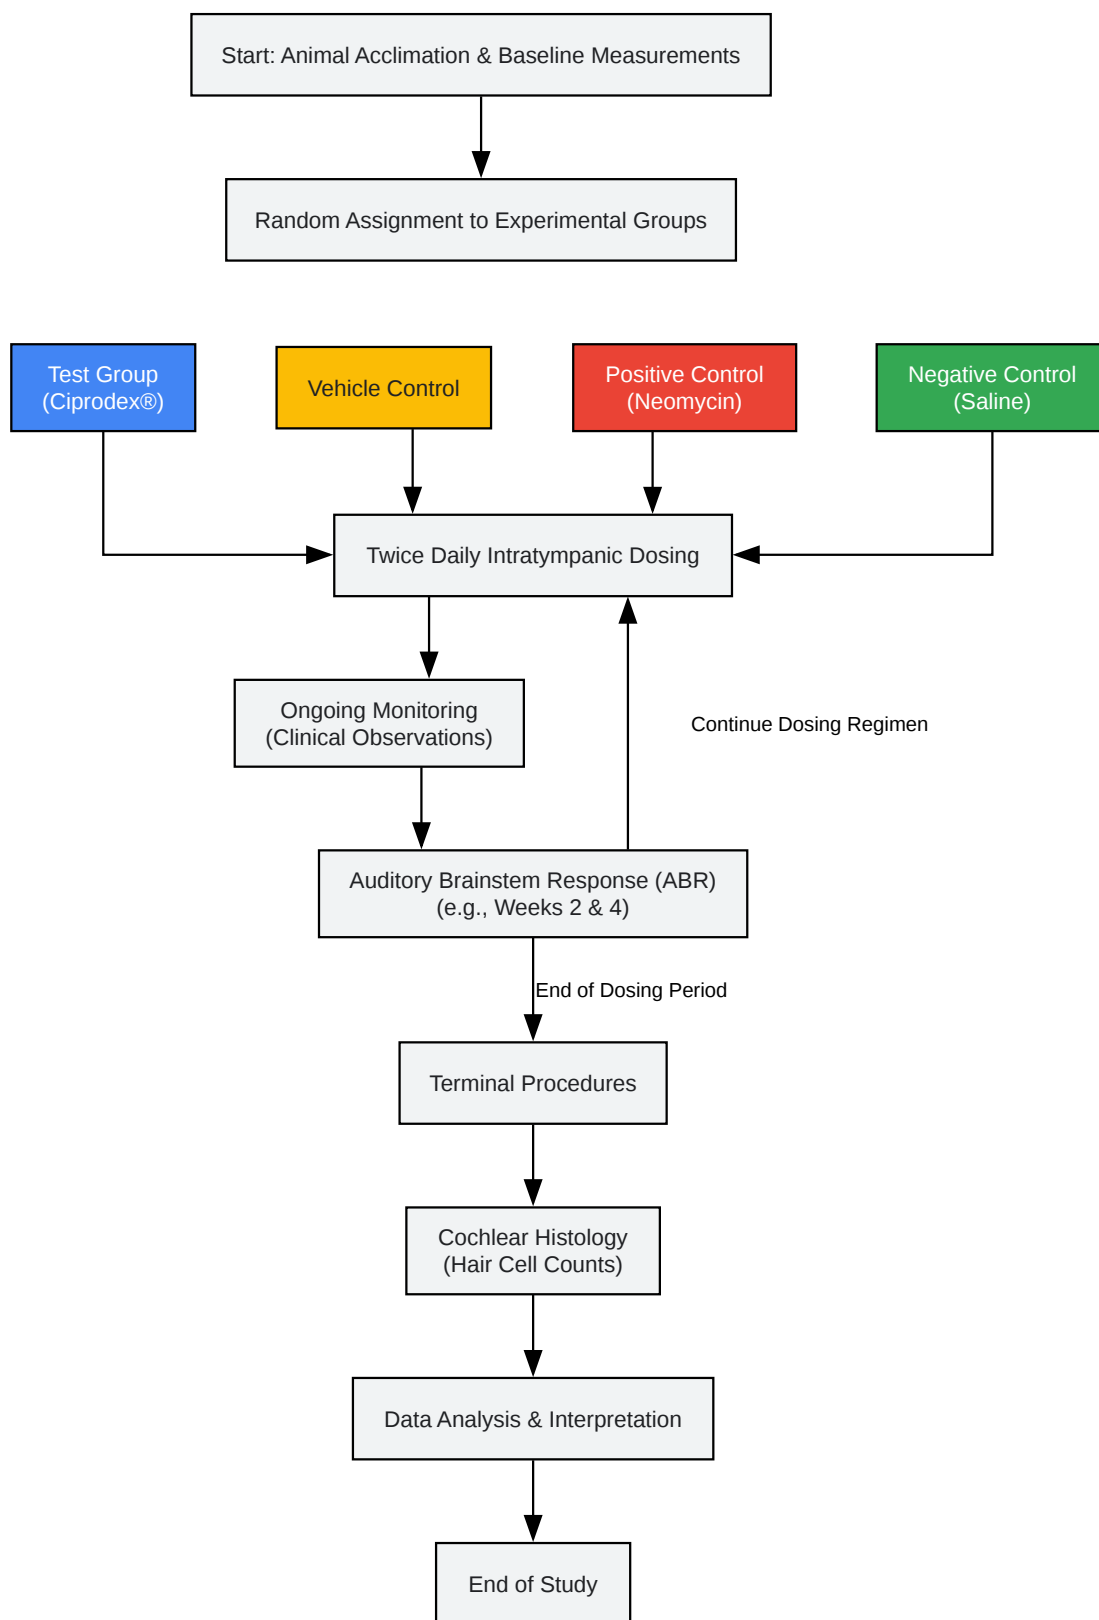 Start: Animal Acclimation & Baseline Measurements
Random Assignment to Experimental Groups
Test Group
(Ciprodex®)
Vehicle Control
Positive Control
(Neomycin)
Negative Control
(Saline)
Twice Daily Intratympanic Dosing
Ongoing Monitoring
(Clinical Observations)
Continue Dosing Regimen
Auditory Brainstem Response (ABR)
(e.g., Weeks 2 & 4)
End of Dosing Period
Terminal Procedures
Cochlear Histology
(Hair Cell Counts)
Data Analysis & Interpretation
End of Study